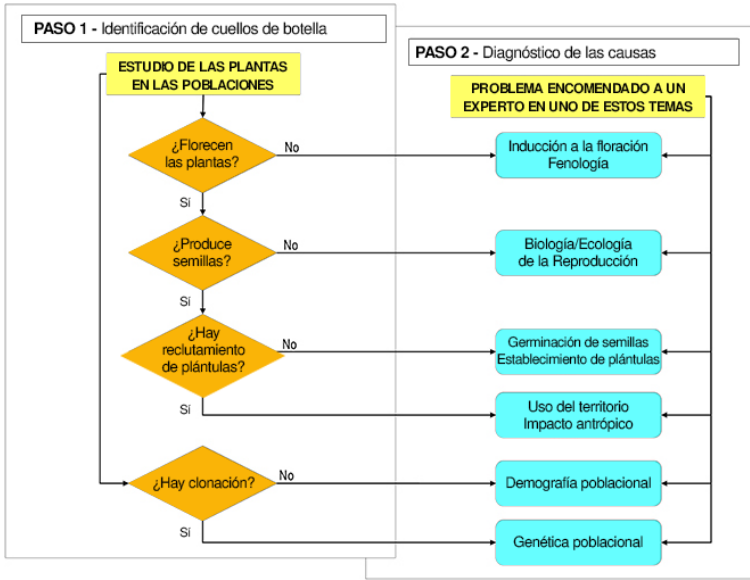 PASO 1 - Identificación de cuellos de botella
ESTUDIO DE LAS PLANTAS
EN LAS POBLACIONES
¿Florecen
las plantas?
No
Sí
¿Produce
semillas?
No
Sí
¿Hay
reclutamiento
de plántulas?
No
Sí
¿Hay clonación?
No
Sí
PASO 2 - Diagnóstico de las causas
PROBLEMA ENCOMENDADO A UN
EXPERTO EN UNO DE ESTOS TEMAS
Inducción a la floración
Fenología
Biología/Ecología
de la Reproducción
Germinación de semillas
Establecimiento de plántulas
Uso del territorio
Impacto antrópico
Demografía poblacional
Genética poblacional